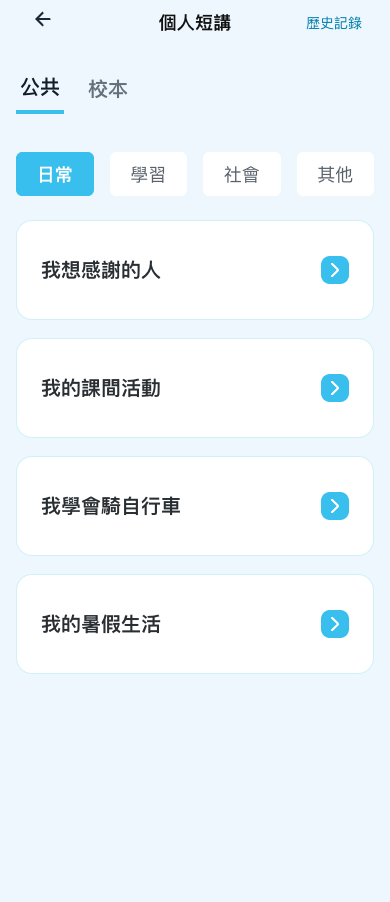 個人短講
歷史記錄
公共
校本
日常
學習
社會
其他
我想感謝的人
我的課間活動
我學會騎自行車
我的暑假生活